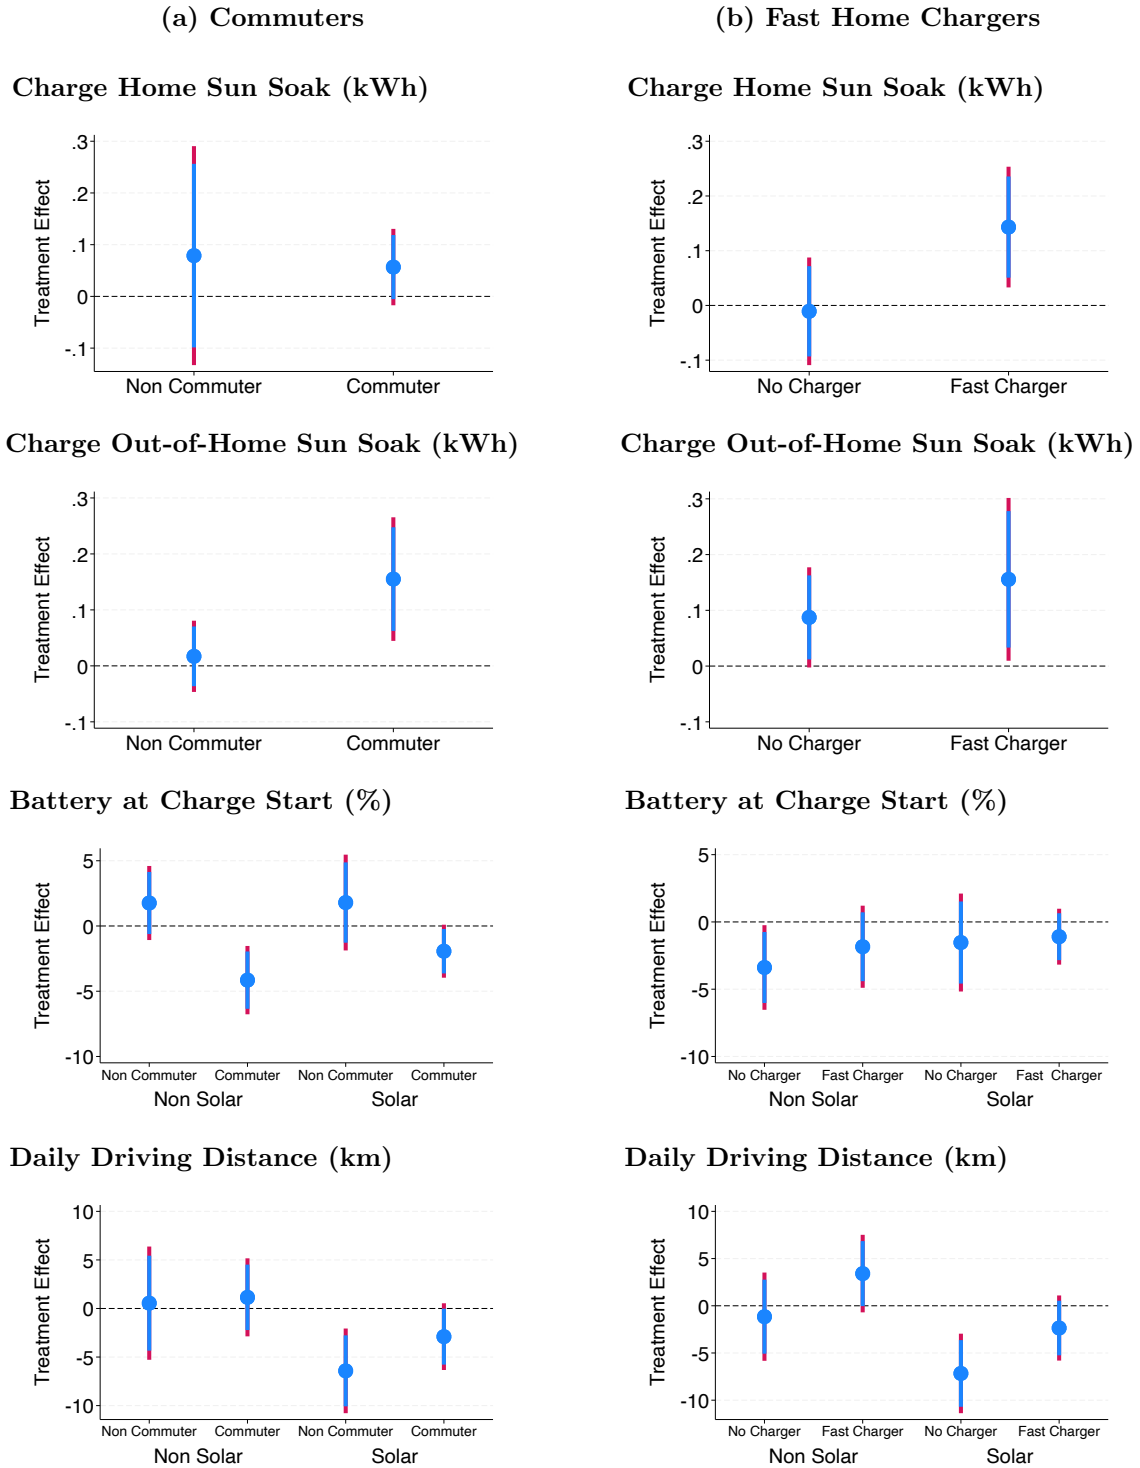 (a) Commuters
(b) Fast Home Chargers
Charge Home Sun Soak (kWh)
Treatment Effect
.3
.2
.1
0
-.1
Non Commuter
Commuter
Charge Home Sun Soak (kWh)
Treatment Effect
.3
.2
.1
0
-.1
No Charger
Fast Charger
Charge Out-of-Home Sun Soak (kWh)
Treatment Effect
.3
.2
.1
0
-.1
Non Commuter
Commuter
Charge Out-of-Home Sun Soak (kWh)
Treatment Effect
.3
.2
.1
0
-.1
No Charger
Fast Charger
Battery at Charge Start (%)
Treatment Effect
5
0
-5
-10
Non Commuter Commuter Non Commuter Commuter
Non Solar Solar
Battery at Charge Start (%)
Treatment Effect
5
0
-5
-10
No Charger Fast Charger No Charger Fast Charger
Non Solar Solar
Daily Driving Distance (km)
Treatment Effect
10
5
0
-5
-10
Non Commuter Commuter Non Commuter Commuter
Non Solar Solar
Daily Driving Distance (km)
Treatment Effect
10
5
0
-5
-10
No Charger Fast Charger No Charger Fast Charger
Non Solar Solar